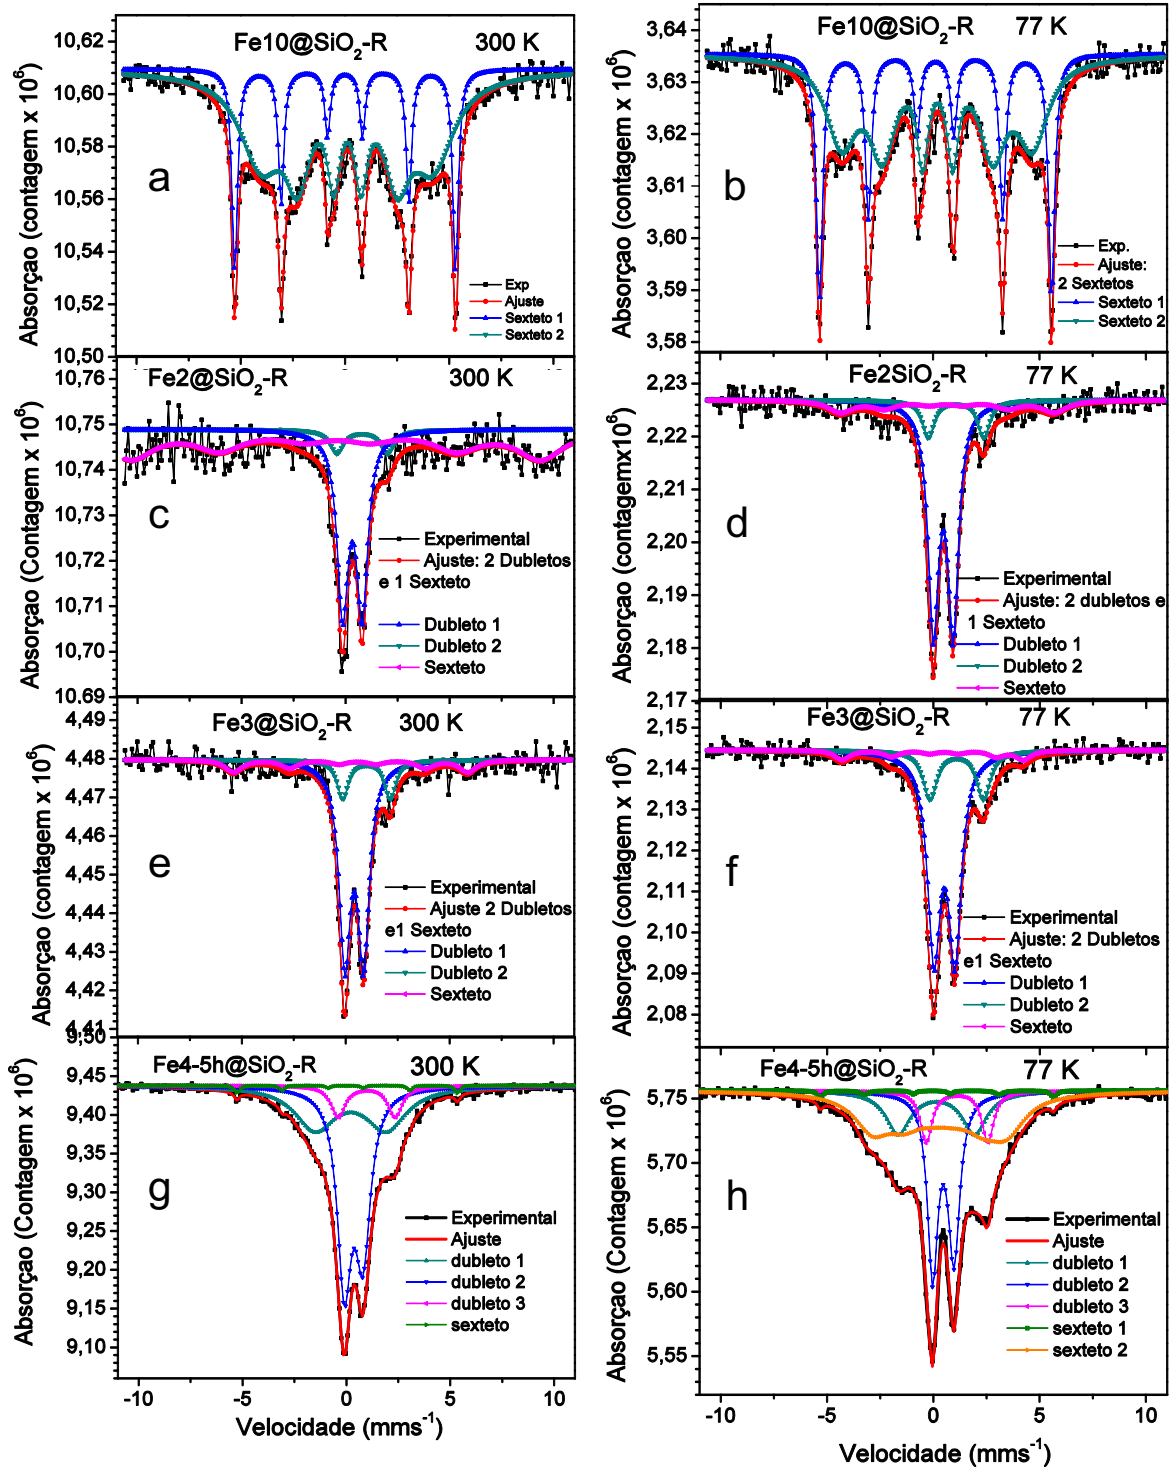 Fe10@SiO2-R 300 K
Absorçao (contagem x 10^6)
10,62
10,60
10,58
10,56
10,54
10,52
10,50
a
Exp
Ajuste
Sexteto 1
Sexteto 2
Fe10@SiO2-R 77 K
Absorçao (contagem x 10^6)
3,64
3,63
3,62
3,61
3,60
3,59
3,58
b
Exp.
Ajuste:
2 Sextetos
Sexteto 1
Sexteto 2
Fe2@SiO2-R 300 K
Absorçao (Contagem x 10^6)
10,76
10,75
10,74
10,73
10,72
10,71
10,70
10,69
c
Experimental
Ajuste: 2 Dubletos
e 1 Sexteto
Dubleto 1
Dubleto 2
Sexteto
Fe2SiO2-R 77 K
Absorçao (contagemx10^6)
2,23
2,22
2,21
2,20
2,19
2,18
2,17
d
Experimental
Ajuste: 2 dubletos e
1 Sexteto
Dubleto 1
Dubleto 2
Sexteto
Fe3@SiO2-R 300 K
Absorçao (contagem x 10^6)
4,49
4,48
4,47
4,46
4,45
4,44
4,43
4,42
4,41
e
Experimental
Ajuste 2 Dubletos
e1 Sexteto
Dubleto 1
Dubleto 2
Sexteto
Fe3@SiO2-R 77 K
Absorçao (contagem x 10^6)
2,15
2,14
2,13
2,12
2,11
2,10
2,09
2,08
f
Experimental
Ajuste: 2 Dubletos
e1 Sexteto
Dubleto 1
Dubleto 2
Sexteto
Fe4-5h@SiO2-R 300 K
Absorçao (Contagem x 10^6)
9,50
9,45
9,40
9,35
9,30
9,25
9,20
9,15
9,10
g
Experimental
Ajuste
dubleto 1
dubleto 2
dubleto 3
sexteto
-10 -5 0 5 10
Velocidade (mms^-1)
Fe4-5h@SiO2-R 77 K
Absorçao (Contagem x 10^6)
5,75
5,70
5,65
5,60
5,55
h
Experimental
Ajuste
dubleto 1
dubleto 2
dubleto 3
sexteto 1
sexteto 2
-10 -5 0 5 10
Velocidade (mms^-1)